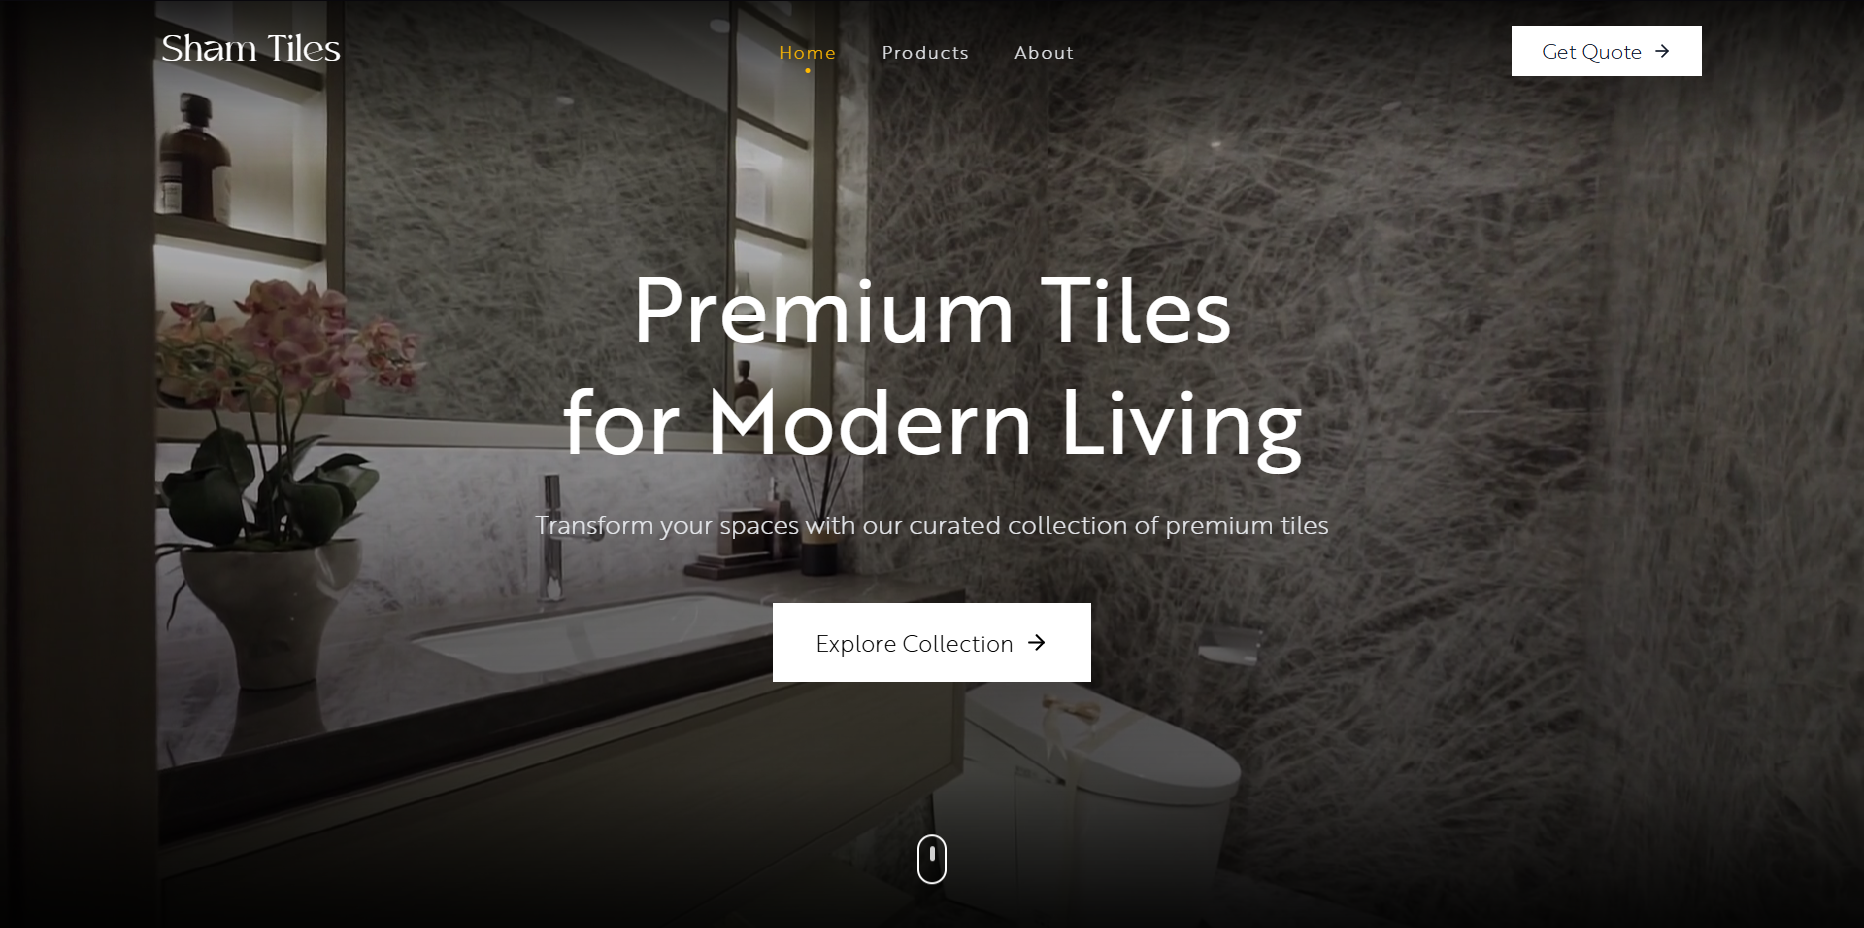 Sham Tiles
Home
Products
About
Get Quote
Premium Tiles
for Modern Living
Transform your spaces with our curated collection of premium tiles
Explore Collection